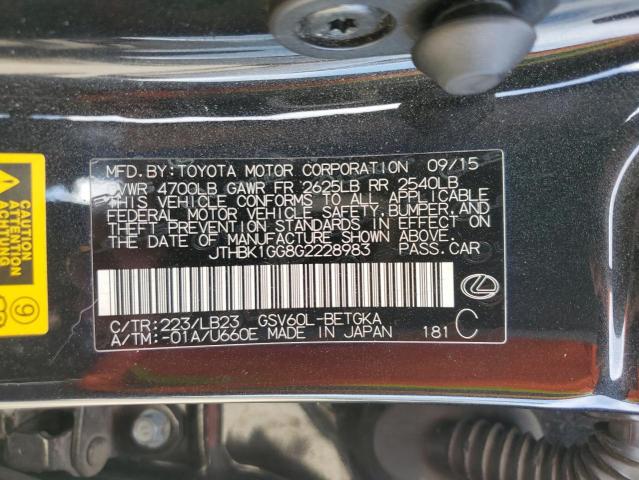 MFD. BY: TOYOTA MOTOR CORPORATION 09/15
GVWR 4700LB GAWR FR 2625LB RR 2540LB
THIS VEHICLE CONFORMS TO ALL APPLICABLE
FEDERAL MOTOR VEHICLE SAFETY, BUMPER, AND
THEFT PREVENTION STANDARDS IN EFFECT ON
THE DATE OF MANUFACTURE SHOWN ABOVE.
JTHBK1GG8G2228983 PASS. CAR
C/TR: 223/LB23 GSV60L-BETGKA
A/TM: -01A/U660E MADE IN JAPAN 181 C
CAUTION
ATTENTION
ACHTUNG
9